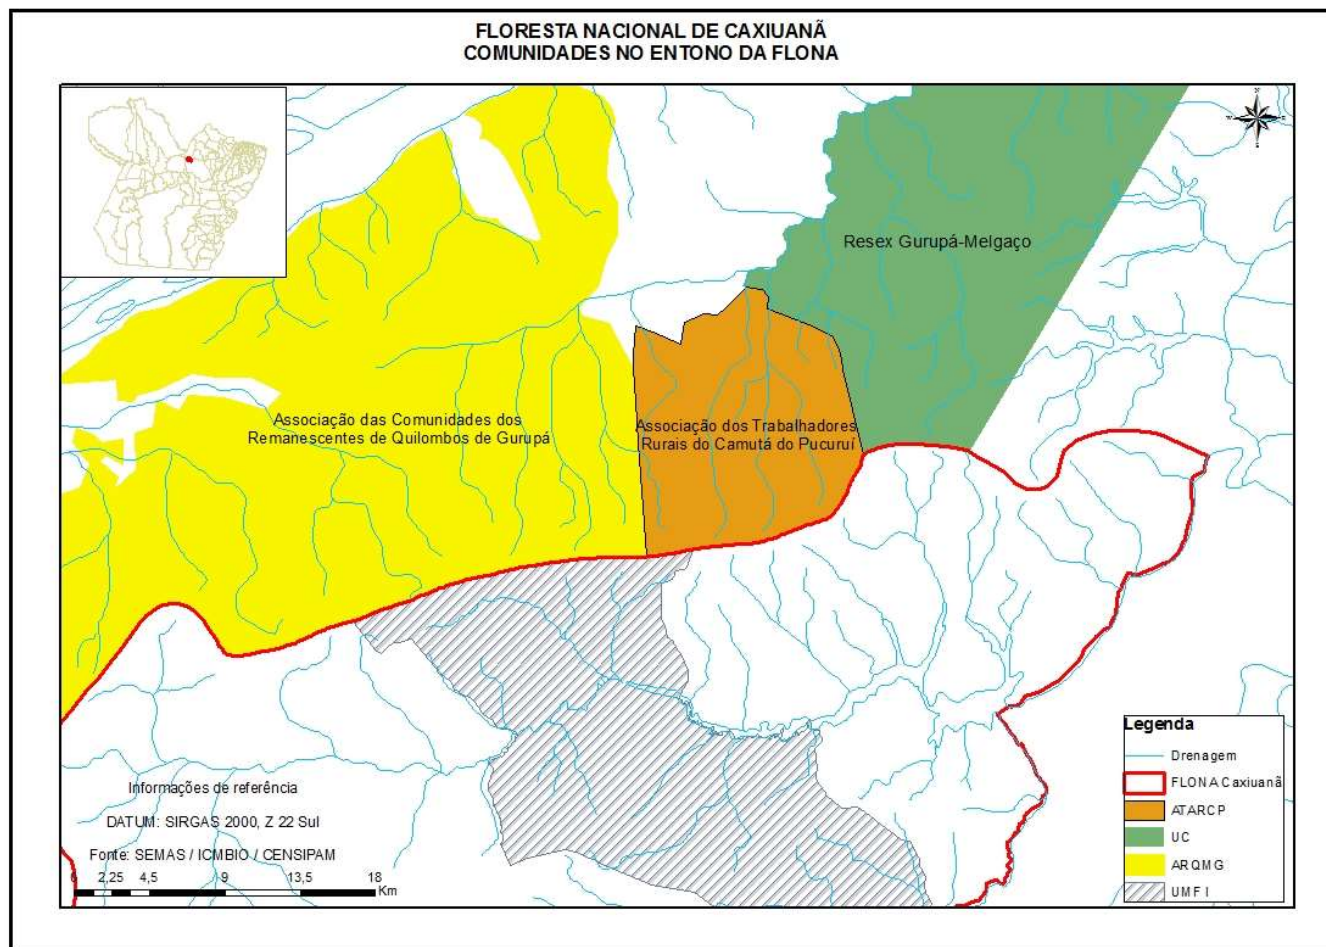 FLORESTA NACIONAL DE CAXIUANÃ
COMUNIDADES NO ENTONO DA FLONA
N
W
E
S
Resex Gurupá-Melgaço
Associação das Comunidades dos
Remanescentes de Quilombos de Gurupá
Associação dos Trabalhadores
Rurais do Camutá do Pucuruí
Legenda
Drenagem
FLONA Caxiuanã
ATARCP
UC
ARQMG
UMF I
Informações de referência
DATUM: SIRGAS 2000, Z 22 Sul
Fonte: SEMAS / ICMBIO / CENSIPAM
0 2,25 4,5 9 13,5 18
Km